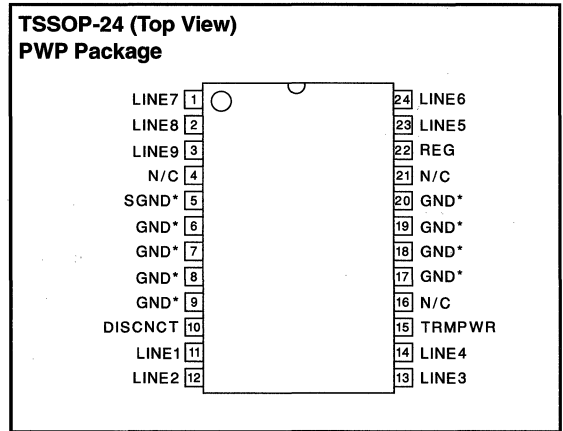 TSSOP-24 (Top View)
PWP Package
LINE7 1 24 LINE6
LINE8 2 23 LINE5
LINE9 3 22 REG
N/C 4 21 N/C
SGND* 5 20 GND*
GND* 6 19 GND*
GND* 7 18 GND*
GND* 8 17 GND*
GND* 9 16 N/C
DISCNCT 10 15 TRMPWR
LINE1 11 14 LINE4
LINE2 12 13 LINE3